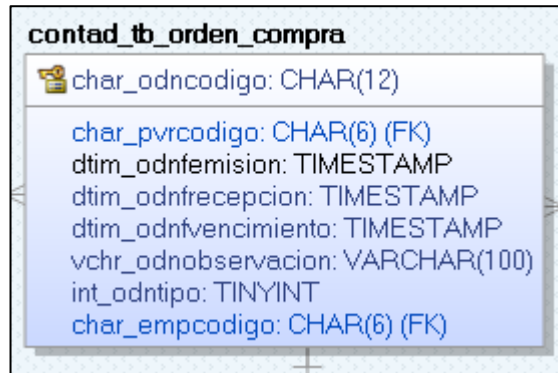 contad_tb_orden_compra
char_odncodigo: CHAR(12)
char_pvrcodigo: CHAR(6) (FK)
dtim_odnfemision: TIMESTAMP
dtim_odnfrecepcion: TIMESTAMP
dtim_odnfvencimiento: TIMESTAMP
vchr_odnobservacion: VARCHAR(100)
int_odntipo: TINYINT
char_empcodigo: CHAR(6) (FK)